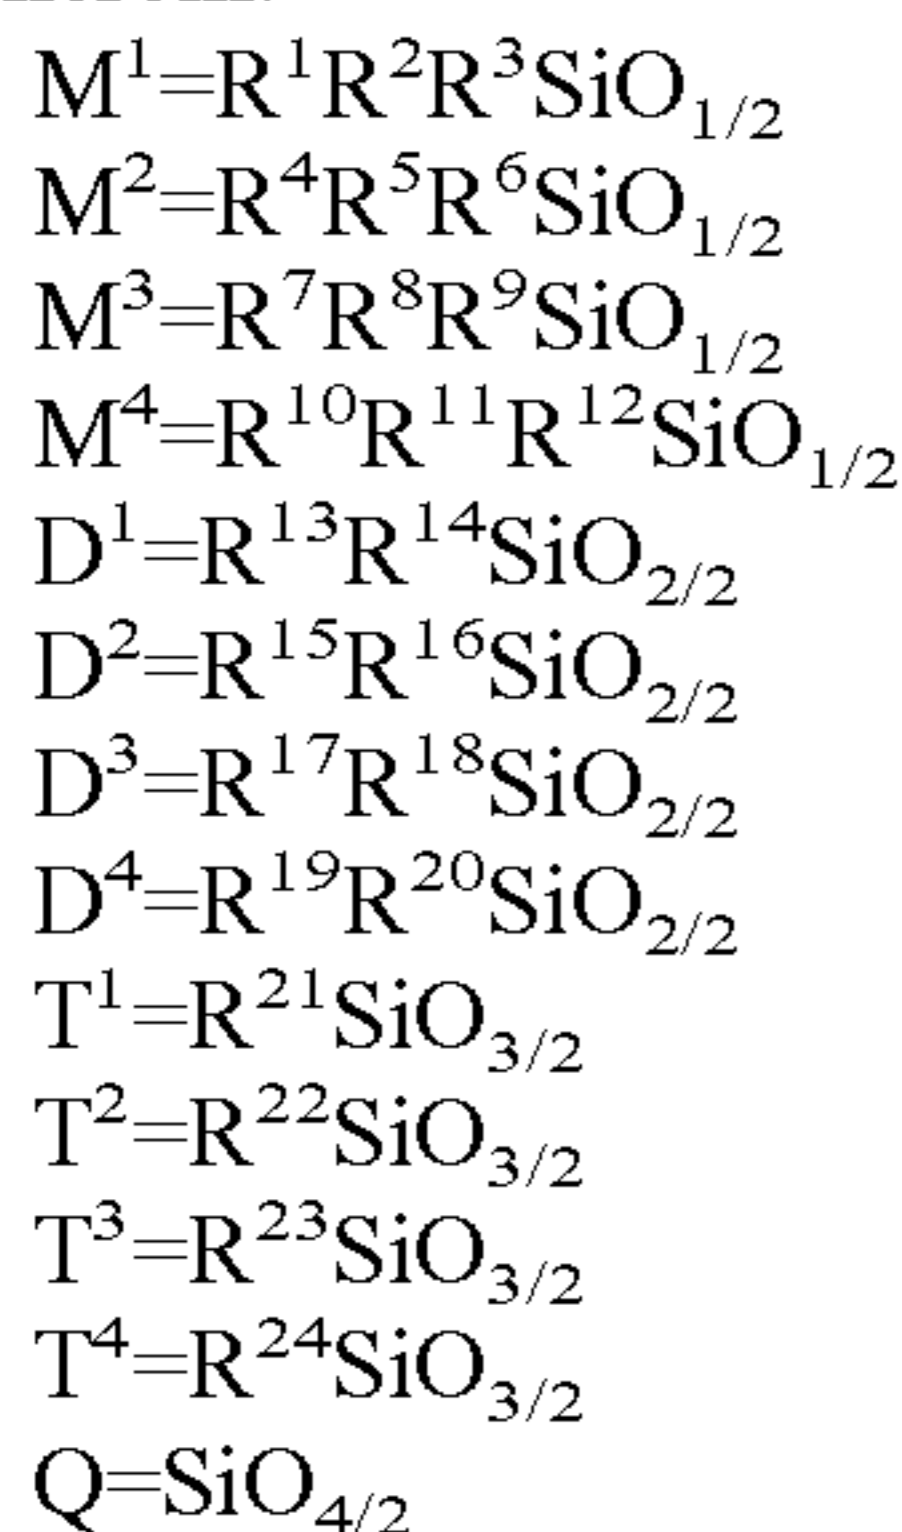 M¹=R¹R²R³SiO₁/₂
M²=R⁴R⁵R⁶SiO₁/₂
M³=R⁷R⁸R⁹SiO₁/₂
M⁴=R¹⁰R¹¹R¹²SiO₁/₂
D¹=R¹³R¹⁴SiO₂/₂
D²=R¹⁵R¹⁶SiO₂/₂
D³=R¹⁷R¹⁸SiO₂/₂
D⁴=R¹⁹R²⁰SiO₂/₂
T¹=R²¹SiO₃/₂
T²=R²²SiO₃/₂
T³=R²³SiO₃/₂
T⁴=R²⁴SiO₃/₂
Q=SiO₄/₂